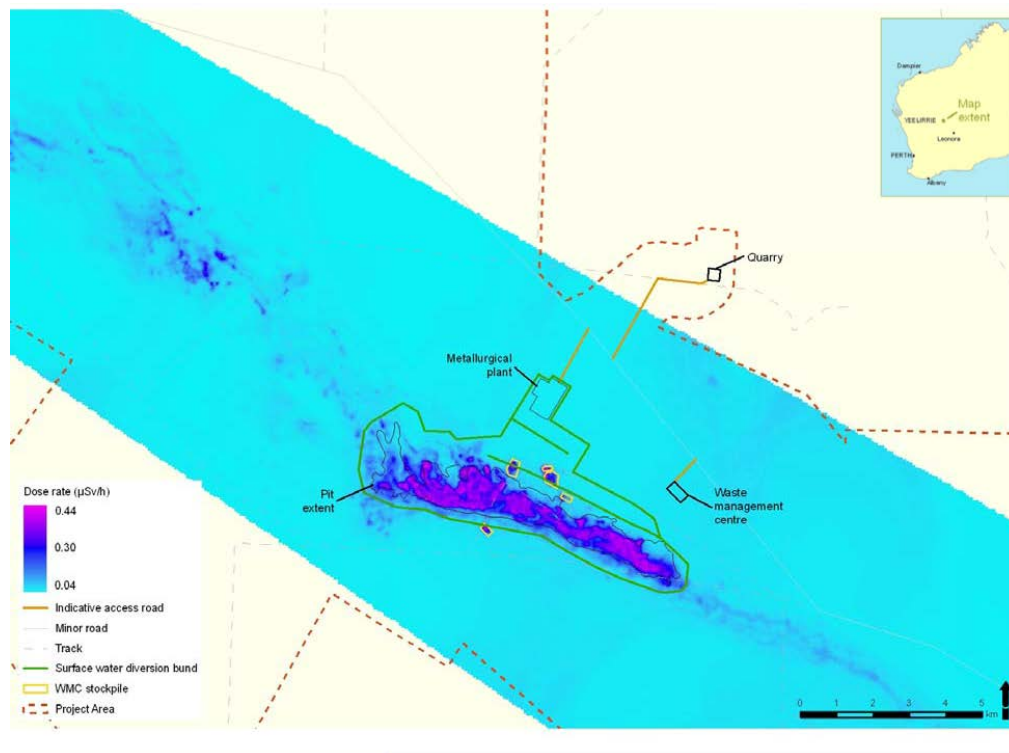 Dampier
Map
extent
YEELIRRIE
Leonora
PERTH
Albany
Quarry
Metallurgical
plant
Pit
extent
Waste
management
centre
Dose rate (µSv/h)
0.44
0.30
0.04
Indicative access road
Minor road
Track
Surface water diversion bund
WMC stockpile
Project Area
0 1 2 3 4 5
km